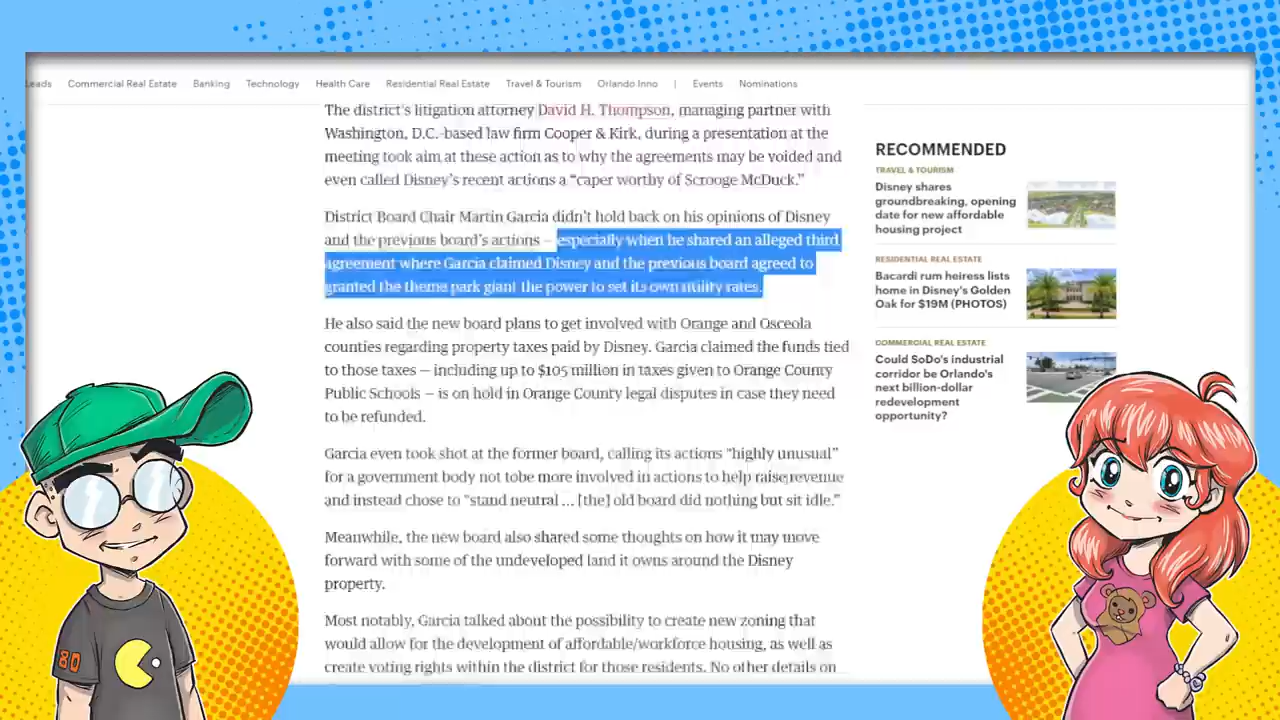 Leads Commercial Real Estate Banking Technology Health Care Residential Real Estate Travel & Tourism Orlando Inno | Events Nominations
The district's litigation attorney David H. Thompson, managing partner with
Washington, D.C.-based law firm Cooper & Kirk, during a presentation at the
meeting took aim at these action as to why the agreements may be voided and
even called Disney's recent actions a “caper worthy of Scrooge McDuck.”
District Board Chair Martin Garcia didn't hold back on his opinions of Disney
and the previous board's actions — especially when he shared an alleged third
agreement where Garcia claimed Disney and the previous board agreed to
granted the theme park giant the power to set its own utility rates.
He also said the new board plans to get involved with Orange and Osceola
counties regarding property taxes paid by Disney. Garcia claimed the funds tied
to those taxes — including up to $105 million in taxes given to Orange County
Public Schools — is on hold in Orange County legal disputes in case they need
to be refunded.
Garcia even took shot at the former board, calling its actions “highly unusual”
for a government body not tobe more involved in actions to help raise revenue
and instead chose to “stand neutral ... [the] old board did nothing but sit idle.”
Meanwhile, the new board also shared some thoughts on how it may move
forward with some of the undeveloped land it owns around the Disney
property.
Most notably, Garcia talked about the possibility to create new zoning that
would allow for the development of affordable/workforce housing, as well as
create voting rights within the district for those residents. No other details on
RECOMMENDED
TRAVEL & TOURISM
Disney shares
groundbreaking, opening
date for new affordable
housing project
RESIDENTIAL REAL ESTATE
Bacardi rum heiress lists
home in Disney's Golden
Oak for $19M (PHOTOS)
COMMERCIAL REAL ESTATE
Could SoDo's industrial
corridor be Orlando's
next billion-dollar
redevelopment
opportunity?
80